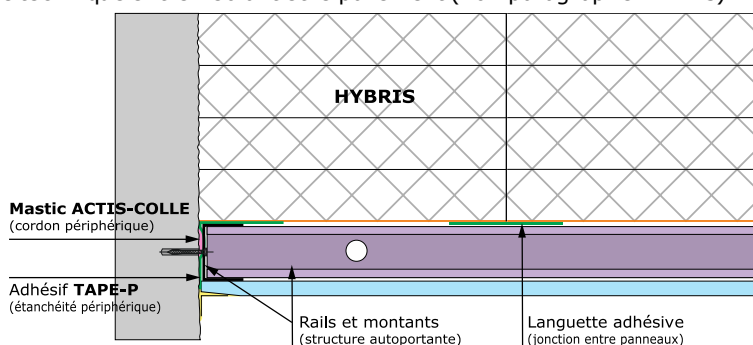 HYBRIS
Mastic ACTIS-COLLE
(cordon périphérique)
Adhésif TAPE-P
(étanchéité périphérique)
Rails et montants
(structure autoportante)
Languette adhésive
(jonction entre panneaux)